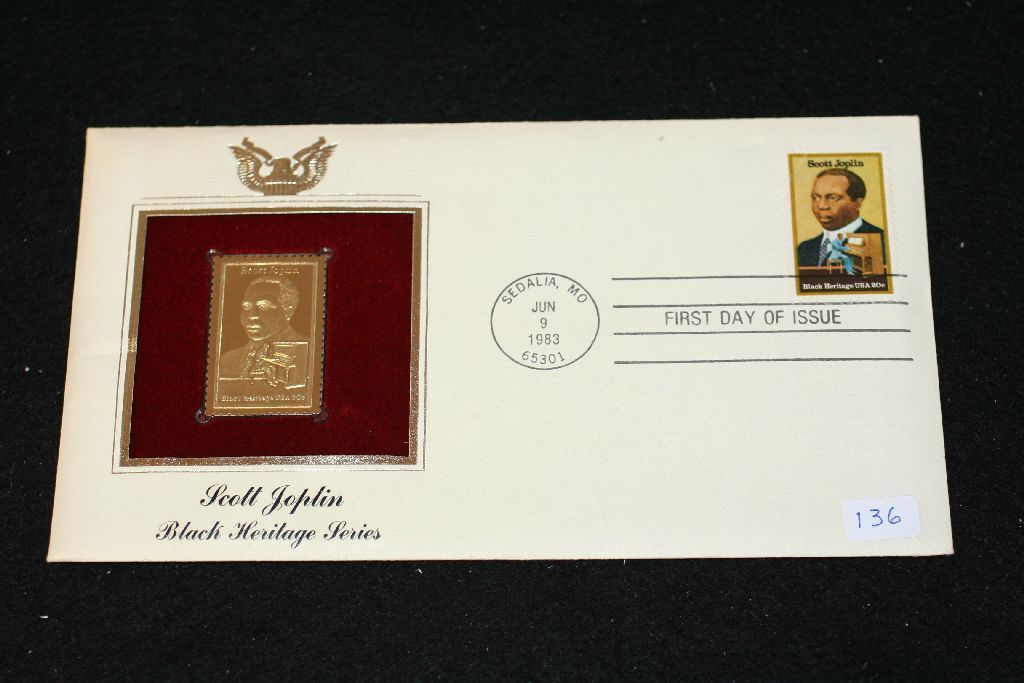 Scott Joplin
Black Heritage USA 20c
SEDALIA, MO
JUN
9
1983
65301
FIRST DAY OF ISSUE
Scott Joplin
Black Heritage USA 20c
Scott Joplin
Black Heritage Series
136